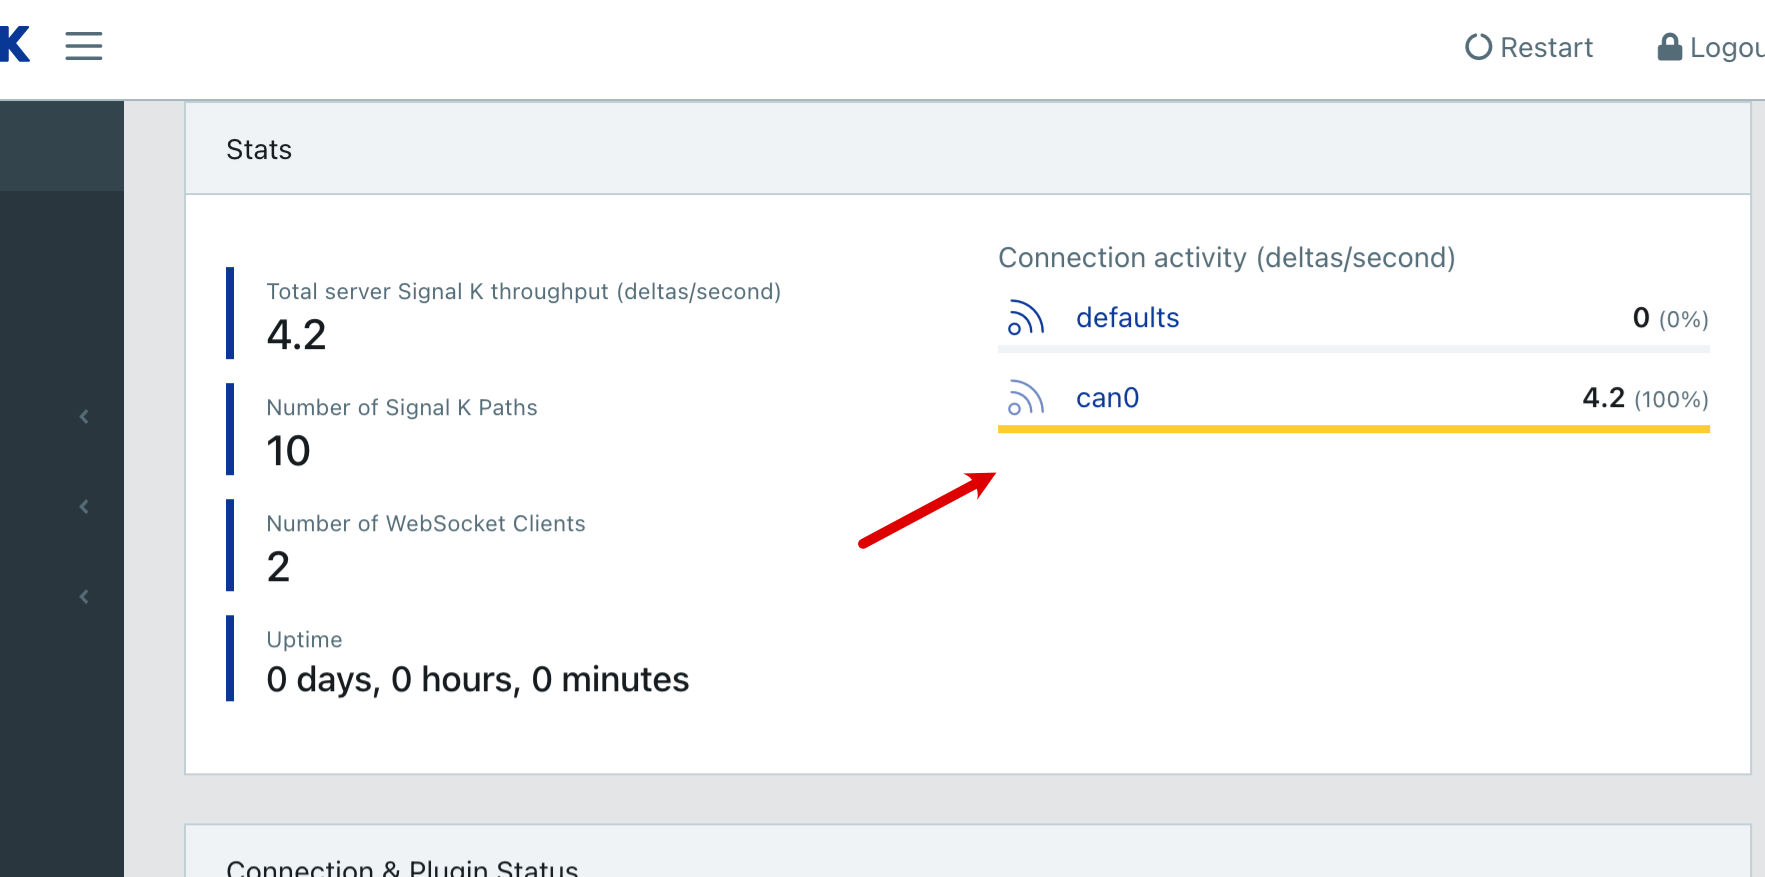 K
Restart
Logou
Stats
Total server Signal K throughput (deltas/second)
4.2
Number of Signal K Paths
10
Number of WebSocket Clients
2
Uptime
0 days, 0 hours, 0 minutes
Connection activity (deltas/second)
defaults 0 (0%)
can0 4.2 (100%)
Connection & Plugin Status